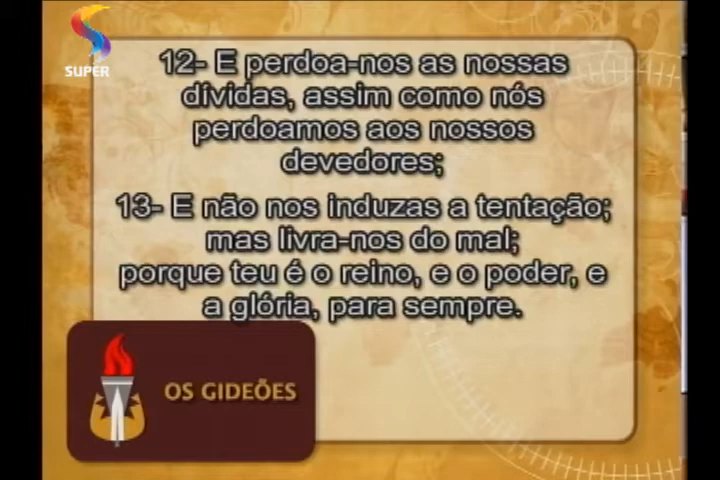 SUPER
12- E perdoa-nos as nossas
dívidas, assim como nós
perdoamos aos nossos
devedores;
13- E não nos induzas a tentação;
mas livra-nos do mal;
porque teu é o reino, e o poder, e
a glória, para sempre.
OS GIDEÕES